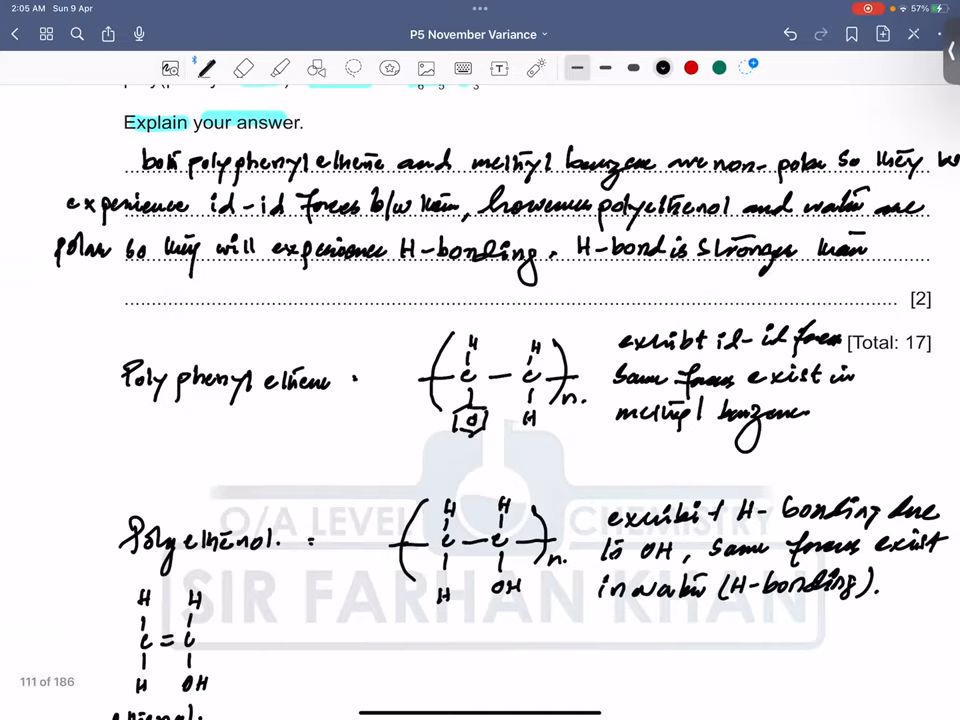 2:05 AM Sun 9 Apr
57%
P5 November Variance
Explain your answer.
both polyphenyl ethene and methyl benzene are non-polar so they
experience id-id forces b/w them, however polyethenol and water are
polar so they will experience H-bonding. H-bond is stronger than
[2]
[Total: 17]
Polyphenyl ethene.
H H
C — C
H
n.
exhibit id-id forces
same forces exist in
methyl benzene
O/A LEVEL CHEMISTRY
SIR FARHAN KHAN
Polyethenol. =
H H
C — C
H OH
n.
exhibit H-bonding due
to OH, same forces exist
in water (H-bonding).
H H
C = C
H OH
111 of 186